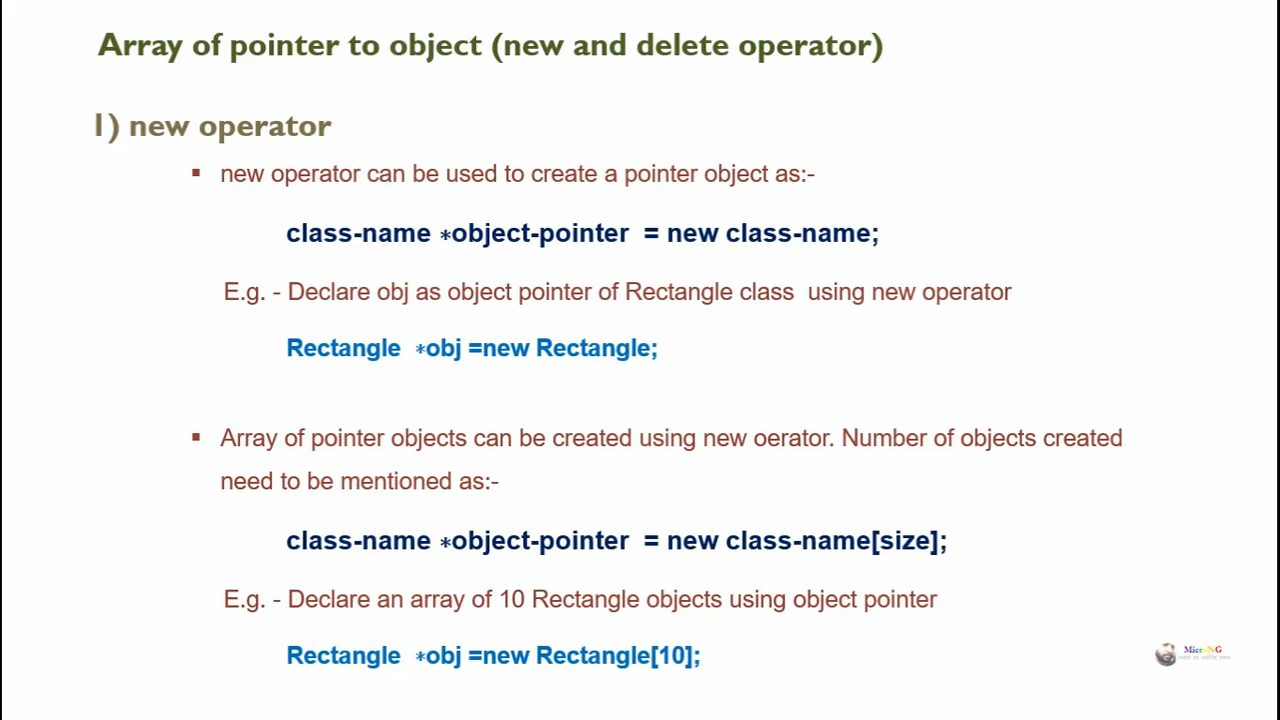 Array of pointer to object (new and delete operator)
1) new operator
▪ new operator can be used to create a pointer object as:-
class-name *object-pointer = new class-name;
E.g. - Declare obj as object pointer of Rectangle class using new operator
Rectangle *obj =new Rectangle;
▪ Array of pointer objects can be created using new oerator. Number of objects created
need to be mentioned as:-
class-name *object-pointer = new class-name[size];
E.g. - Declare an array of 10 Rectangle objects using object pointer
Rectangle *obj =new Rectangle[10];
MicroNG